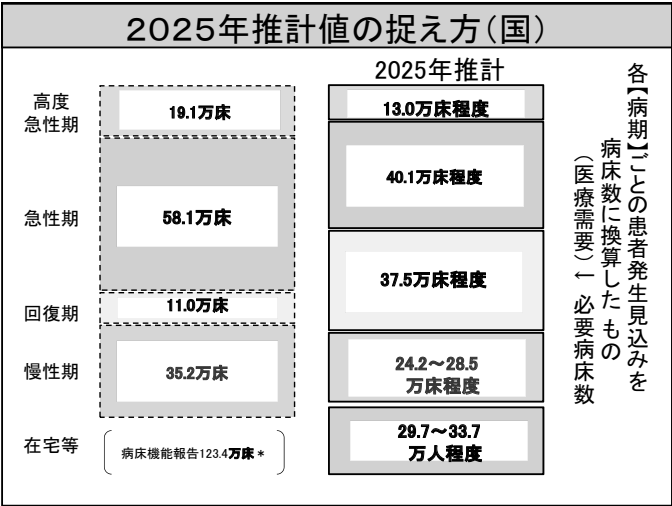 2025年推計値の捉え方(国)
2025年推計
高度
急性期
19.1万床
13.0万床程度
急性期
58.1万床
40.1万床程度
回復期
11.0万床
37.5万床程度
慢性期
35.2万床
24.2～28.5
万床程度
在宅等
病床機能報告123.4万床*
29.7～33.7
万人程度
各【病期】ごとの患者発生見込みを
病床数に換算した もの
(医療需要) ← 必要病床数